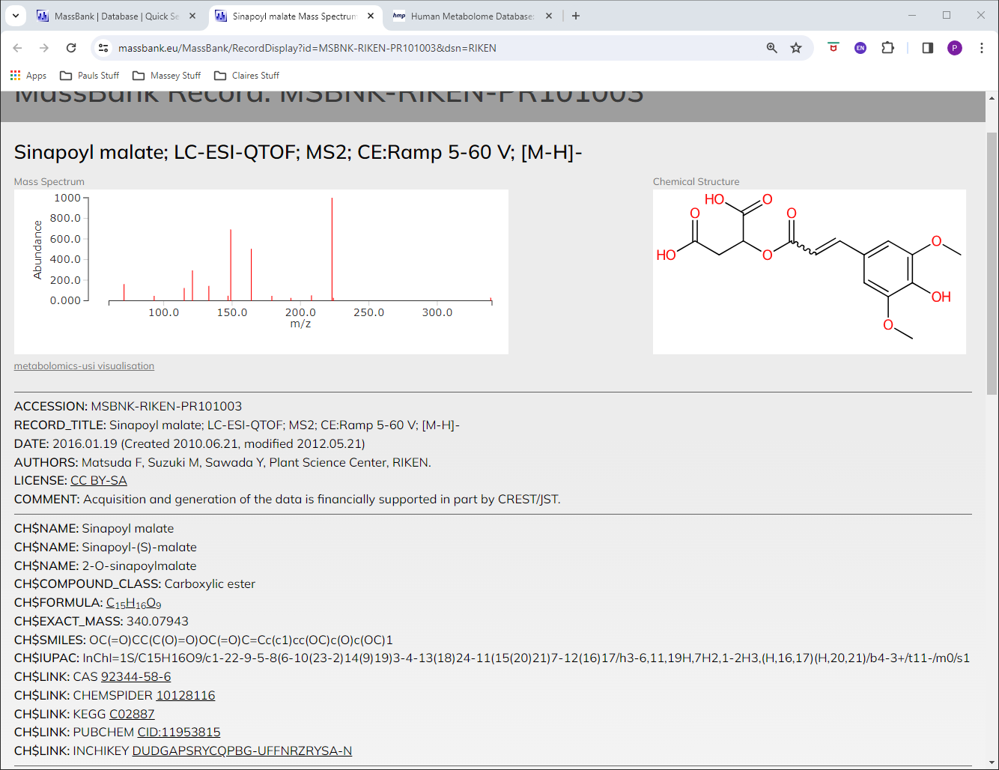 MassBank | Database | Quick Se
Sinapoyl malate Mass Spectrum
hmp Human Metabolome Database:
massbank.eu/MassBank/RecordDisplay?id=MSBNK-RIKEN-PR101003&dsn=RIKEN
EN
P
Apps
Pauls Stuff
Massey Stuff
Claires Stuff
MassBank Record: MSBNK-RIKEN-PR101003
Sinapoyl malate; LC-ESI-QTOF; MS2; CE:Ramp 5-60 V; [M-H]-
Mass Spectrum
Chemical Structure
1000
800.0
600.0
400.0
200.0
0.000
Abundance
100.0 150.0 200.0 250.0 300.0
m/z
HO O
O O
HO O O
OH
O
metabolomics-usi visualisation
ACCESSION: MSBNK-RIKEN-PR101003
RECORD_TITLE: Sinapoyl malate; LC-ESI-QTOF; MS2; CE:Ramp 5-60 V; [M-H]-
DATE: 2016.01.19 (Created 2010.06.21, modified 2012.05.21)
AUTHORS: Matsuda F, Suzuki M, Sawada Y, Plant Science Center, RIKEN.
LICENSE: CC BY-SA
COMMENT: Acquisition and generation of the data is financially supported in part by CREST/JST.
CH$NAME: Sinapoyl malate
CH$NAME: Sinapoyl-(S)-malate
CH$NAME: 2-O-sinapoylmalate
CH$COMPOUND_CLASS: Carboxylic ester
CH$FORMULA: C15H16O9
CH$EXACT_MASS: 340.07943
CH$SMILES: OC(=O)CC(C(O)=O)OC(=O)C=Cc(c1)cc(OC)c(O)c(OC)1
CH$IUPAC: InChI=1S/C15H16O9/c1-22-9-5-8(6-10(23-2)14(9)19)3-4-13(18)24-11(15(20)21)7-12(16)17/h3-6,11,19H,7H2,1-2H3,(H,16,17)(H,20,21)/b4-3+/t11-/m0/s1
CH$LINK: CAS 92344-58-6
CH$LINK: CHEMSPIDER 10128116
CH$LINK: KEGG C02887
CH$LINK: PUBCHEM CID:11953815
CH$LINK: INCHIKEY DUDGAPSRYCQPBG-UFFNRZRYSA-N